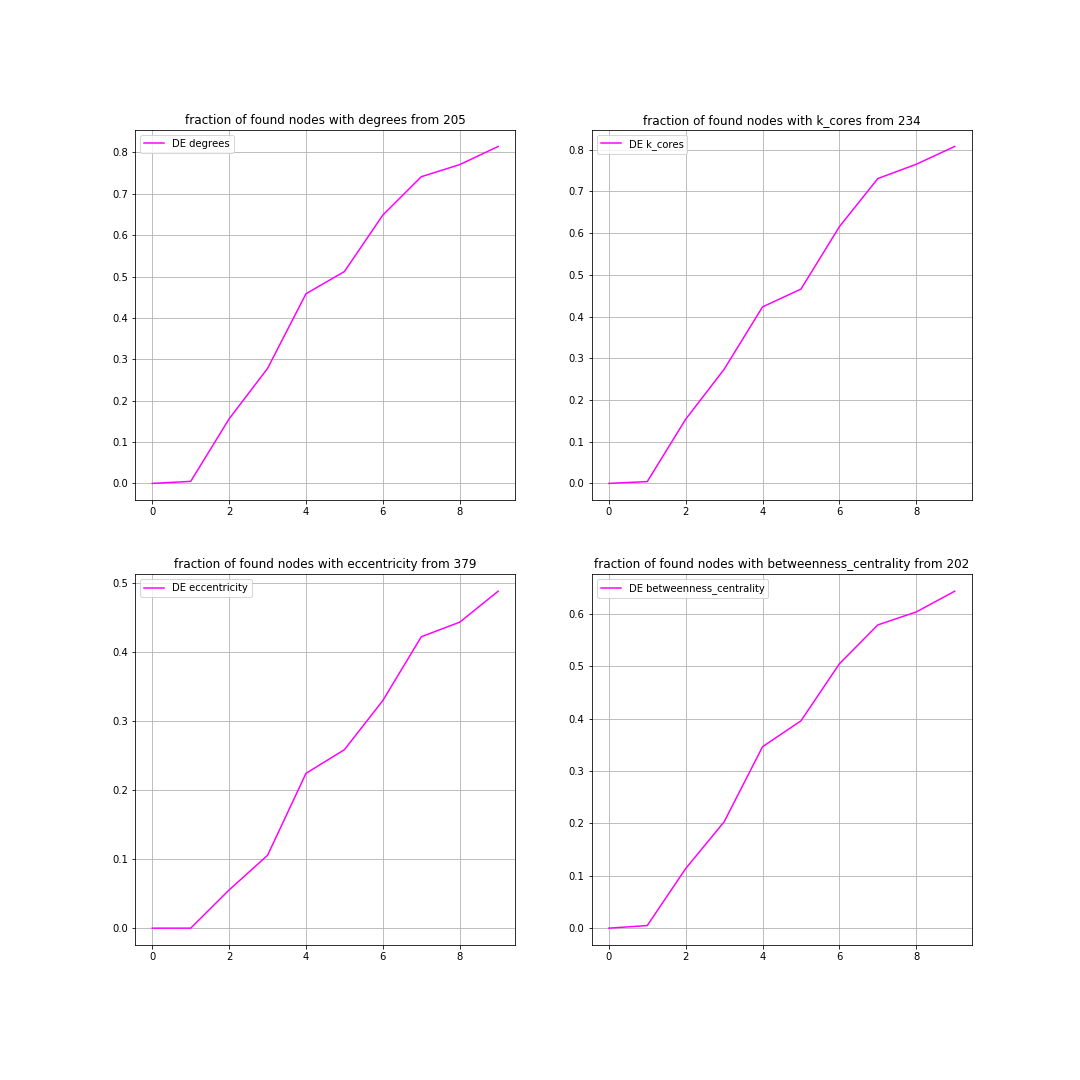 fraction of found nodes with degrees from 205
DE degrees
0.8
0.7
0.6
0.5
0.4
0.3
0.2
0.1
0.0
0 2 4 6 8
fraction of found nodes with k_cores from 234
DE k_cores
0.8
0.7
0.6
0.5
0.4
0.3
0.2
0.1
0.0
0 2 4 6 8
fraction of found nodes with eccentricity from 379
DE eccentricity
0.5
0.4
0.3
0.2
0.1
0.0
0 2 4 6 8
fraction of found nodes with betweenness_centrality from 202
DE betweenness_centrality
0.6
0.5
0.4
0.3
0.2
0.1
0.0
0 2 4 6 8